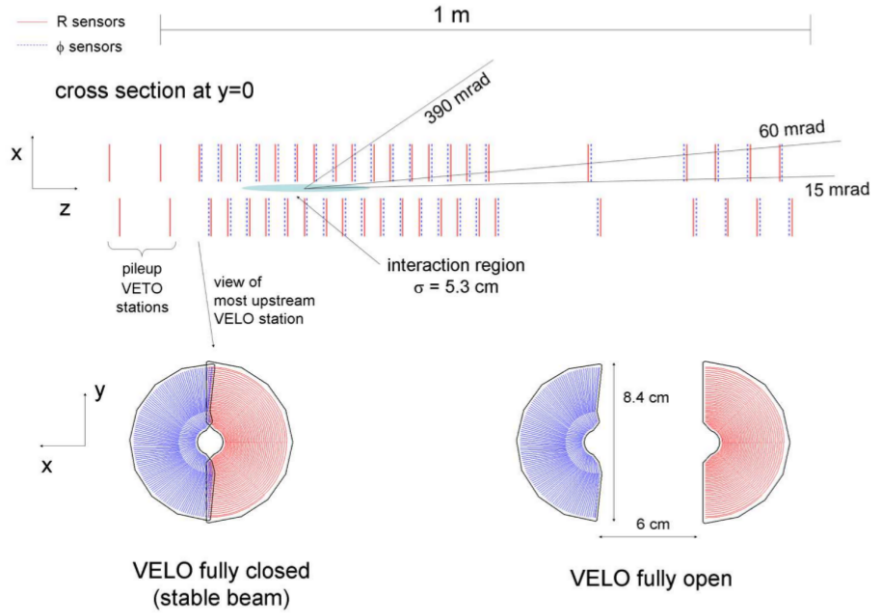 R sensors
ϕ sensors
1 m
cross section at y=0
390 mrad
60 mrad
15 mrad
x
z
pileup
VETO
stations
view of
most upstream
VELO station
interaction region
σ = 5.3 cm
y
x
8.4 cm
6 cm
VELO fully closed
(stable beam)
VELO fully open